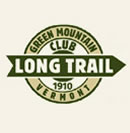 GREEN MOUNTAIN
CLUB
LONG TRAIL
1910
VERMONT